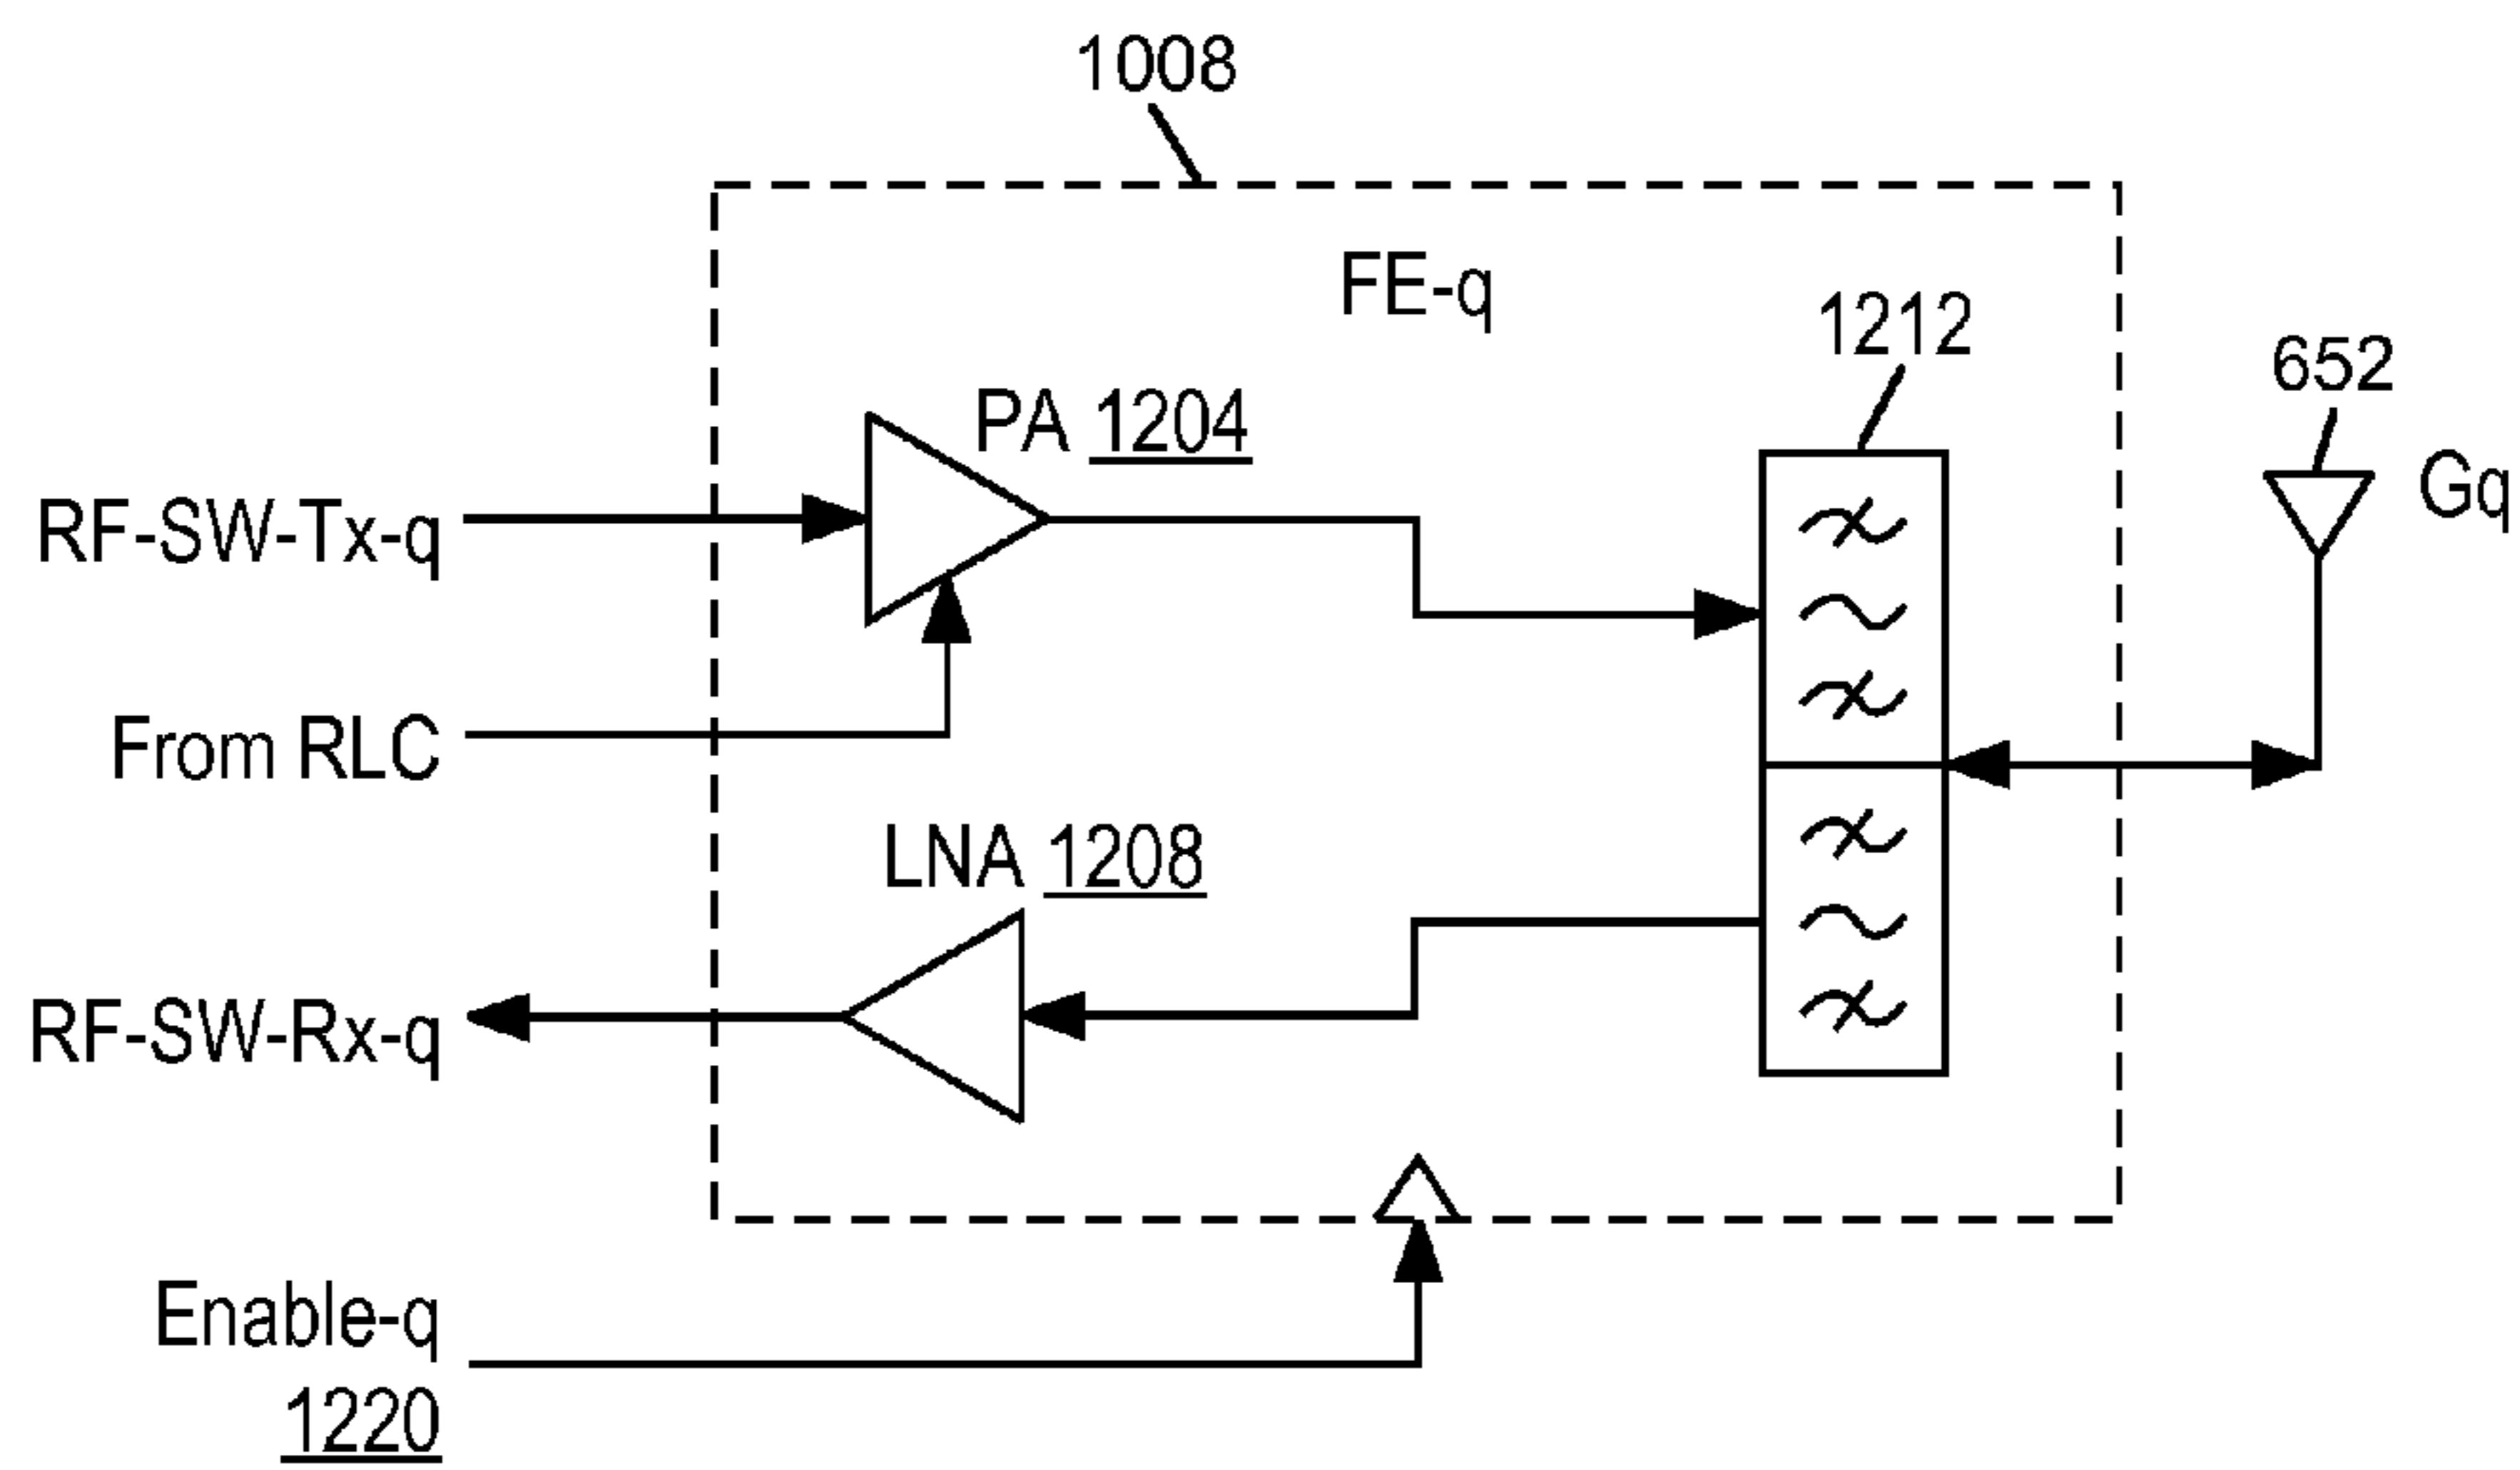 1008
FE-q
1212
652
Gq
PA 1204
RF-SW-Tx-q
From RLC
LNA 1208
RF-SW-Rx-q
Enable-q
1220